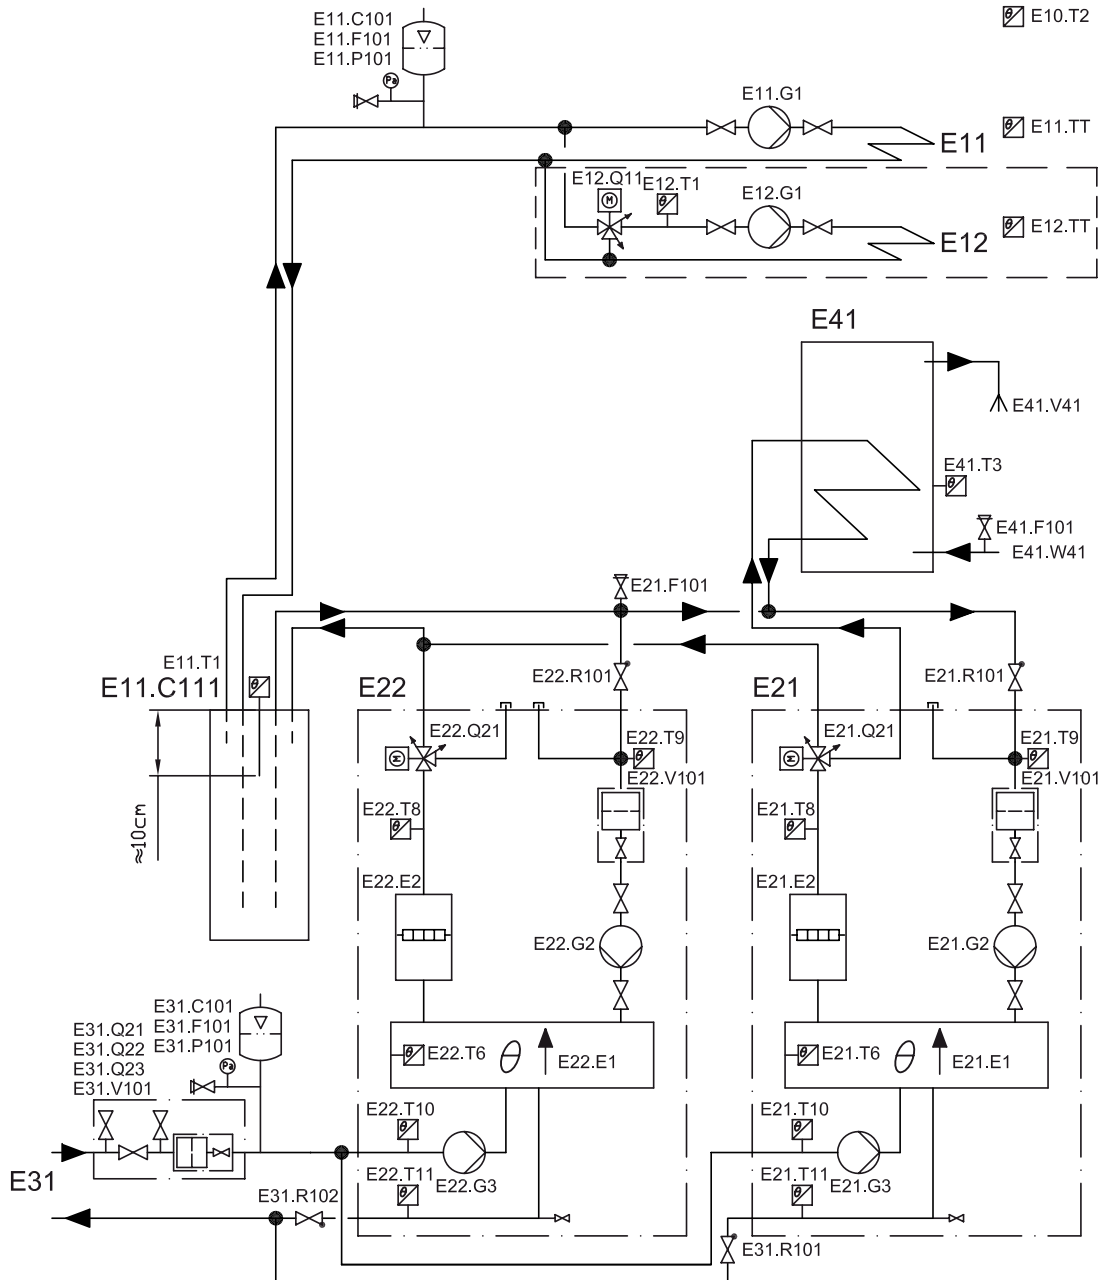 E11.C101
E11.F101
E11.P101
Pa
E10.T2
θ
E11.G1
E11
θ
E11.TT
E12.Q11
E12.T1
M
θ
E12.G1
E12
θ
E12.TT
E41
E41.V41
E41.T3
θ
E41.F101
E41.W41
E21.F101
E11.T1
E11.C111
θ
E22
E22.R101
E21
E21.R101
E22.Q21
M
E22.T9
θ
E22.V101
E21.Q21
M
E21.T9
θ
E21.V101
E22.T8
θ
E21.T8
θ
≈10cm
E22.E2
E21.E2
E22.G2
E21.G2
E31.C101
E31.F101
E31.P101
Pa
E31.Q21
E31.Q22
E31.Q23
E31.V101
θ
E22.T6
E22.E1
θ
E21.T6
E21.E1
E22.T10
θ
E21.T10
θ
E31
E22.T11
θ
E22.G3
E21.T11
θ
E21.G3
E31.R102
E31.R101